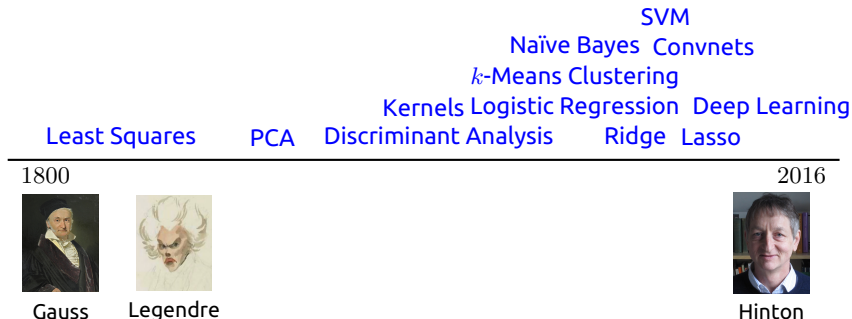 SVM
Naïve Bayes Convnets
k-Means Clustering
Kernels Logistic Regression Deep Learning
Least Squares PCA Discriminant Analysis Ridge Lasso
1800 2016
Gauss Legendre Hinton